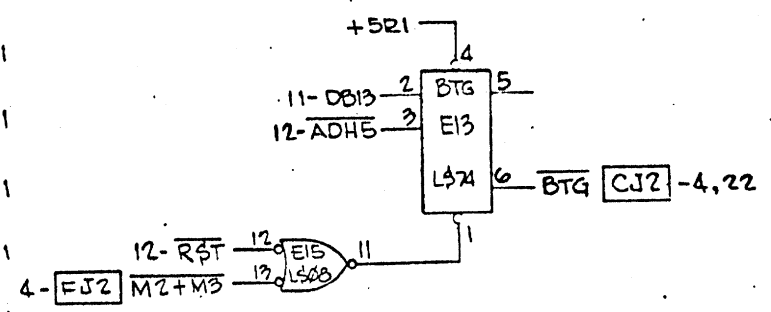 +5R1
4
11-DB13 2 BTG 5
12-ADH5 3 E13
LS74 6 BTG CJ2 -4,22
1
12-RST 12 E15 11
4- FJ2 M2+M3 13 LS08